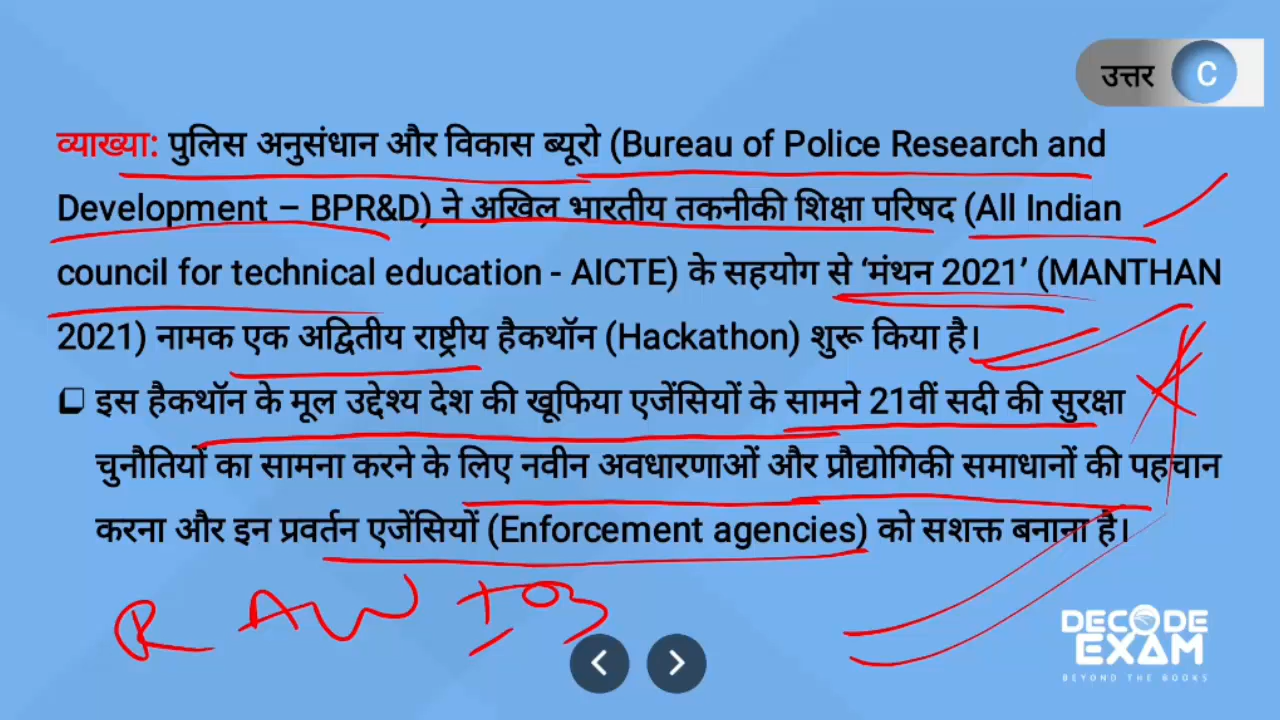 उत्तर C
व्याख्या: पुलिस अनुसंधान और विकास ब्यूरो (Bureau of Police Research and
Development – BPR&D) ने अखिल भारतीय तकनीकी शिक्षा परिषद (All Indian
council for technical education - AICTE) के सहयोग से ‘मंथन 2021’ (MANTHAN
2021) नामक एक अद्वितीय राष्ट्रीय हैकथॉन (Hackathon) शुरू किया है।
❑ इस हैकथॉन के मूल उद्देश्य देश की खूफिया एजेंसियों के सामने 21वीं सदी की सुरक्षा
चुनौतियों का सामना करने के लिए नवीन अवधारणाओं और प्रौद्योगिकी समाधानों की पहचान
करना और इन प्रवर्तन एजेंसियों (Enforcement agencies) को सशक्त बनाना है।
RAW
DECODE
EXAM
BEYOND THE BOOKS